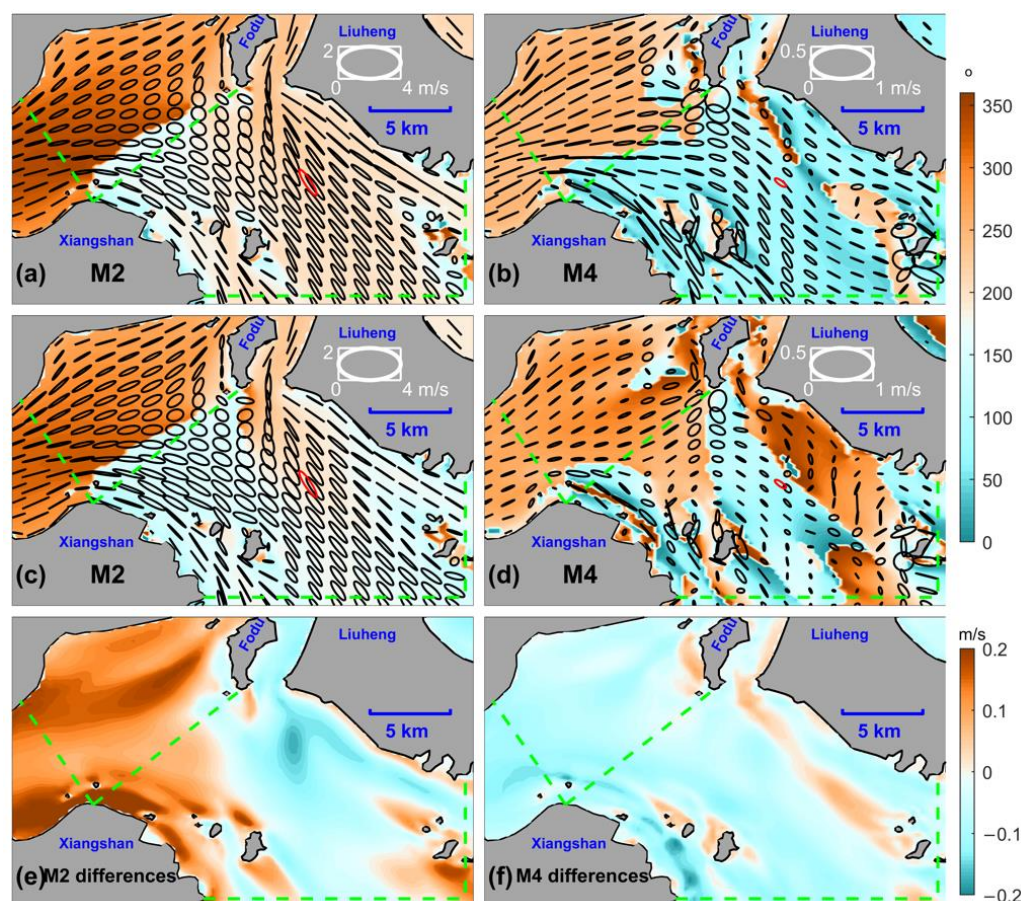 Fodu
Liuheng
2
0
4 m/s
5 km
Xiangshan
(a) M2
Fodu
Liuheng
0.5
0
1 m/s
5 km
Xiangshan
(b) M4
o
350
300
250
200
150
100
50
0
Fodu
Liuheng
2
0
4 m/s
5 km
Xiangshan
(c) M2
Fodu
Liuheng
0.5
0
1 m/s
5 km
Xiangshan
(d) M4
Fodu
Liuheng
5 km
Xiangshan
(e)M2 differences
Fodu
Liuheng
5 km
Xiangshan
(f) M4 differences
m/s
0.2
0.1
0
−0.1
−0.2